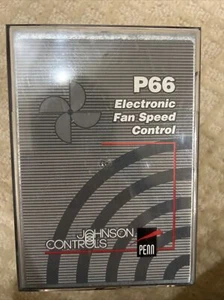 P66
Electronic
Fan Speed
Control
JOHNSON
CONTROLS
PENN